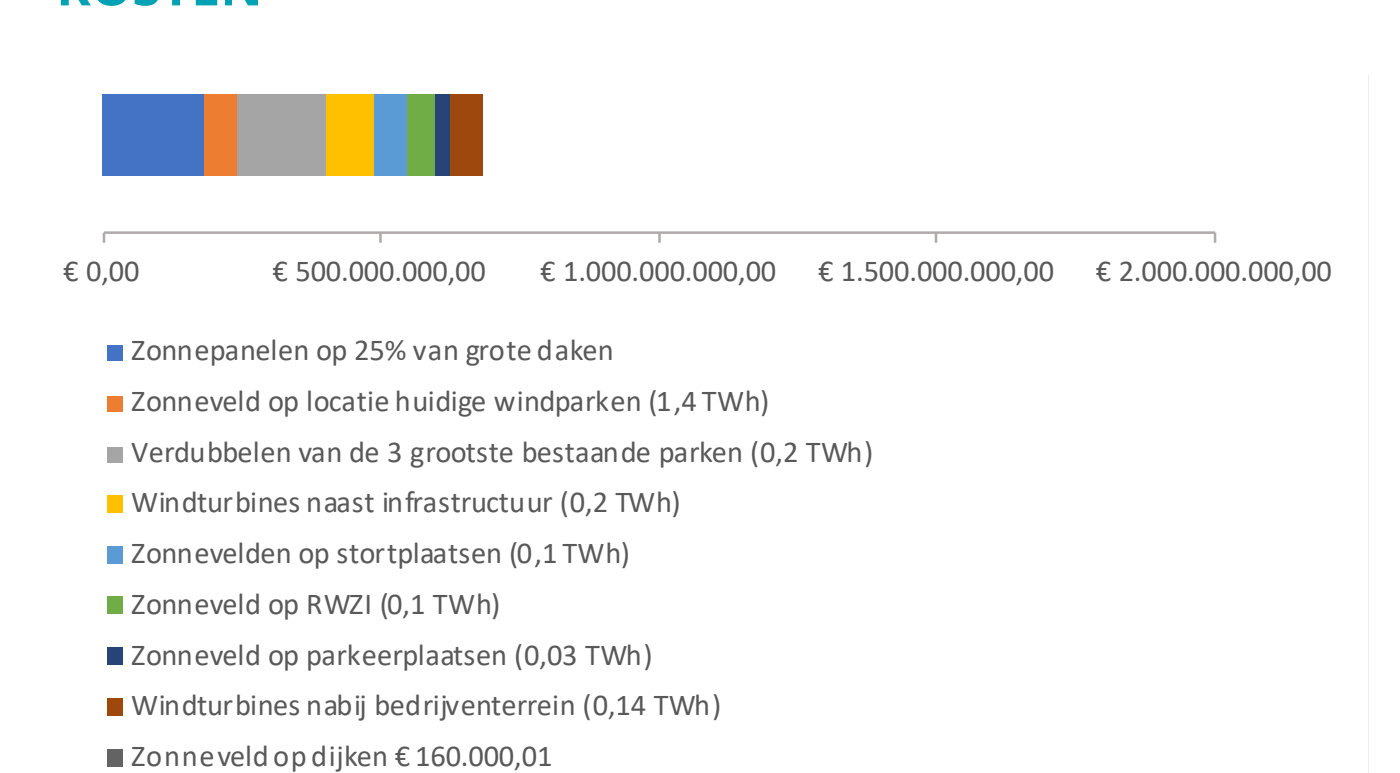 KOSTEN
€ 0,00 € 500.000.000,00 € 1.000.000.000,00 € 1.500.000.000,00 € 2.000.000.000,00
Zonnepanelen op 25% van grote daken
Zonneveld op locatie huidige windparken (1,4 TWh)
Verdubbelen van de 3 grootste bestaande parken (0,2 TWh)
Windturbines naast infrastructuur (0,2 TWh)
Zonnevelden op stortplaatsen (0,1 TWh)
Zonneveld op RWZI (0,1 TWh)
Zonneveld op parkeerplaatsen (0,03 TWh)
Windturbines nabij bedrijventerrein (0,14 TWh)
Zonneveld op dijken € 160.000,01